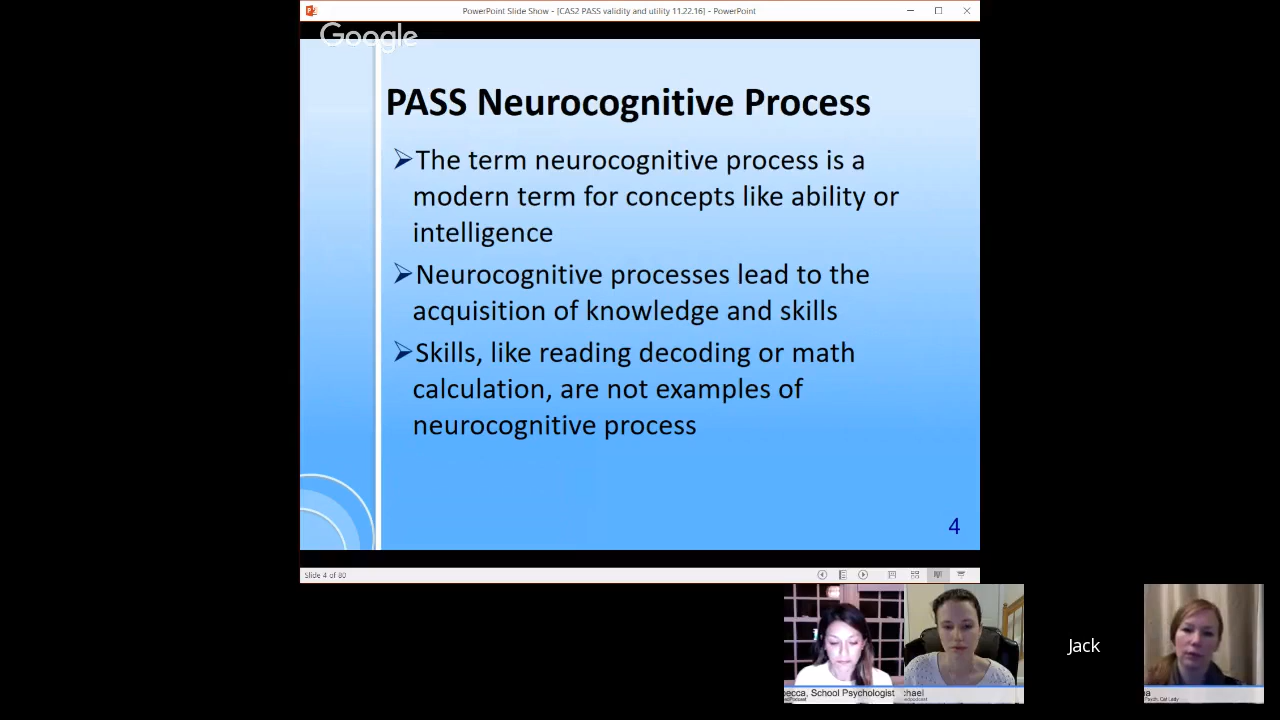 PowerPoint Slide Show - [CAS2 PASS validity and utility 11.22.16] - PowerPoint
Google
PASS Neurocognitive Process
The term neurocognitive process is a
modern term for concepts like ability or
intelligence
Neurocognitive processes lead to the
acquisition of knowledge and skills
Skills, like reading decoding or math
calculation, are not examples of
neurocognitive process
4
Slide 4 of 80
Jack
becca, School Psychologist
chael